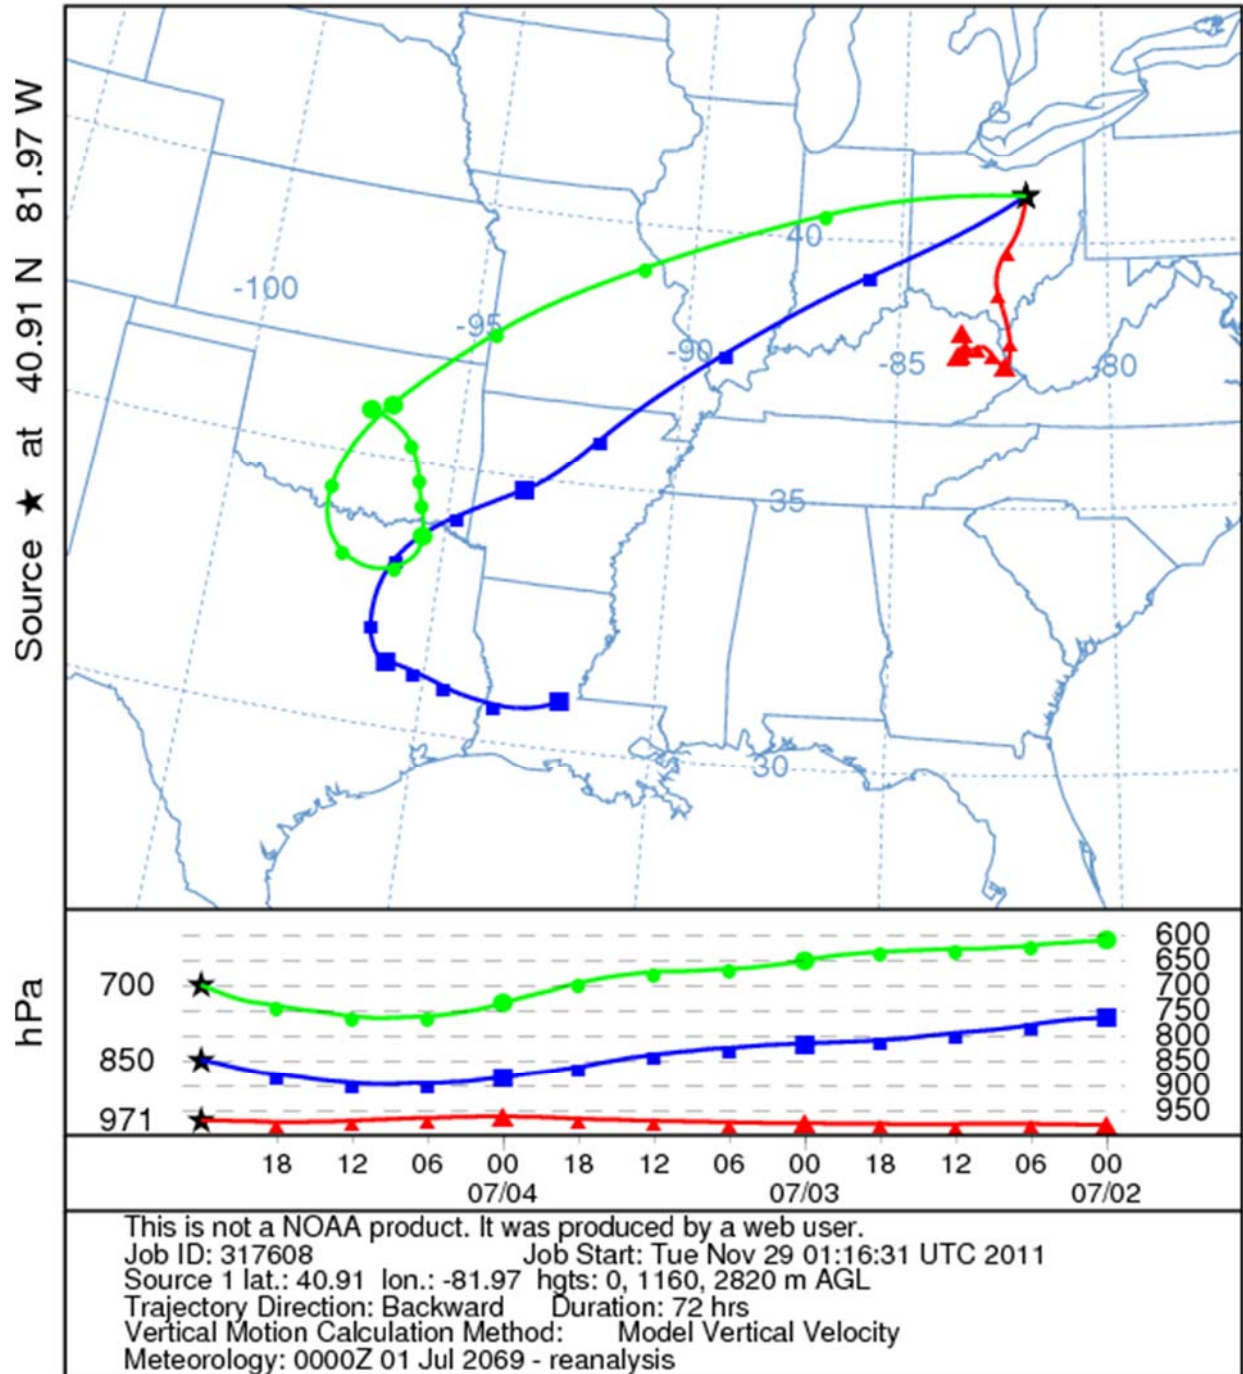 Source ★ at 40.91 N 81.97 W
40
-100
-95
-90
-85
-80
35
30
hPa
700
850
971
600
650
700
750
800
850
900
950
18 12 06 00 18 12 06 00 18 12 06 00
07/04 07/03 07/02
This is not a NOAA product. It was produced by a web user.
Job ID: 317608 Job Start: Tue Nov 29 01:16:31 UTC 2011
Source 1 lat.: 40.91 lon.: -81.97 hgts: 0, 1160, 2820 m AGL
Trajectory Direction: Backward Duration: 72 hrs
Vertical Motion Calculation Method: Model Vertical Velocity
Meteorology: 0000Z 01 Jul 2069 - reanalysis